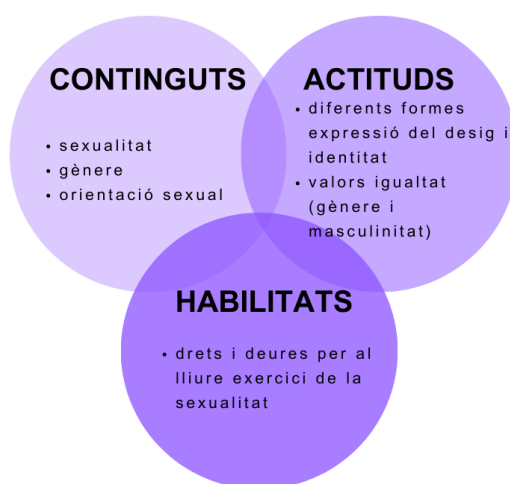 CONTINGUTS
• sexualitat
• gènere
• orientació sexual
ACTITUDS
• diferents formes
expressió del desig i
identitat
• valors igualtat
(gènere i
masculinitat)
HABILITATS
• drets i deures per al
lliure exercici de la
sexualitat